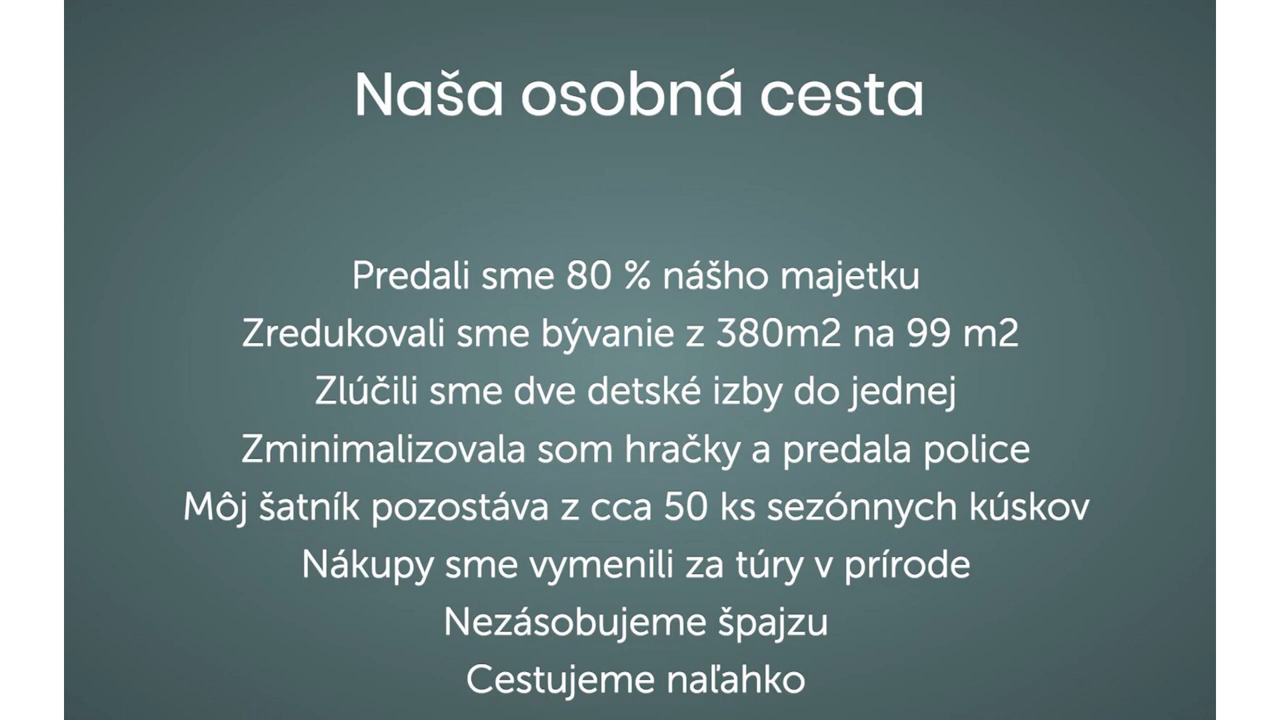 Naša osobná cesta
Predali sme 80 % nášho majetku
Zredukovali sme bývanie z 380m2 na 99 m2
Zlúčili sme dve detské izby do jednej
Zminimalizovala som hračky a predala police
Môj šatník pozostáva z cca 50 ks sezónnych kúskov
Nákupy sme vymenili za túry v prírode
Nezásobujeme špajzu
Cestujeme naľahko